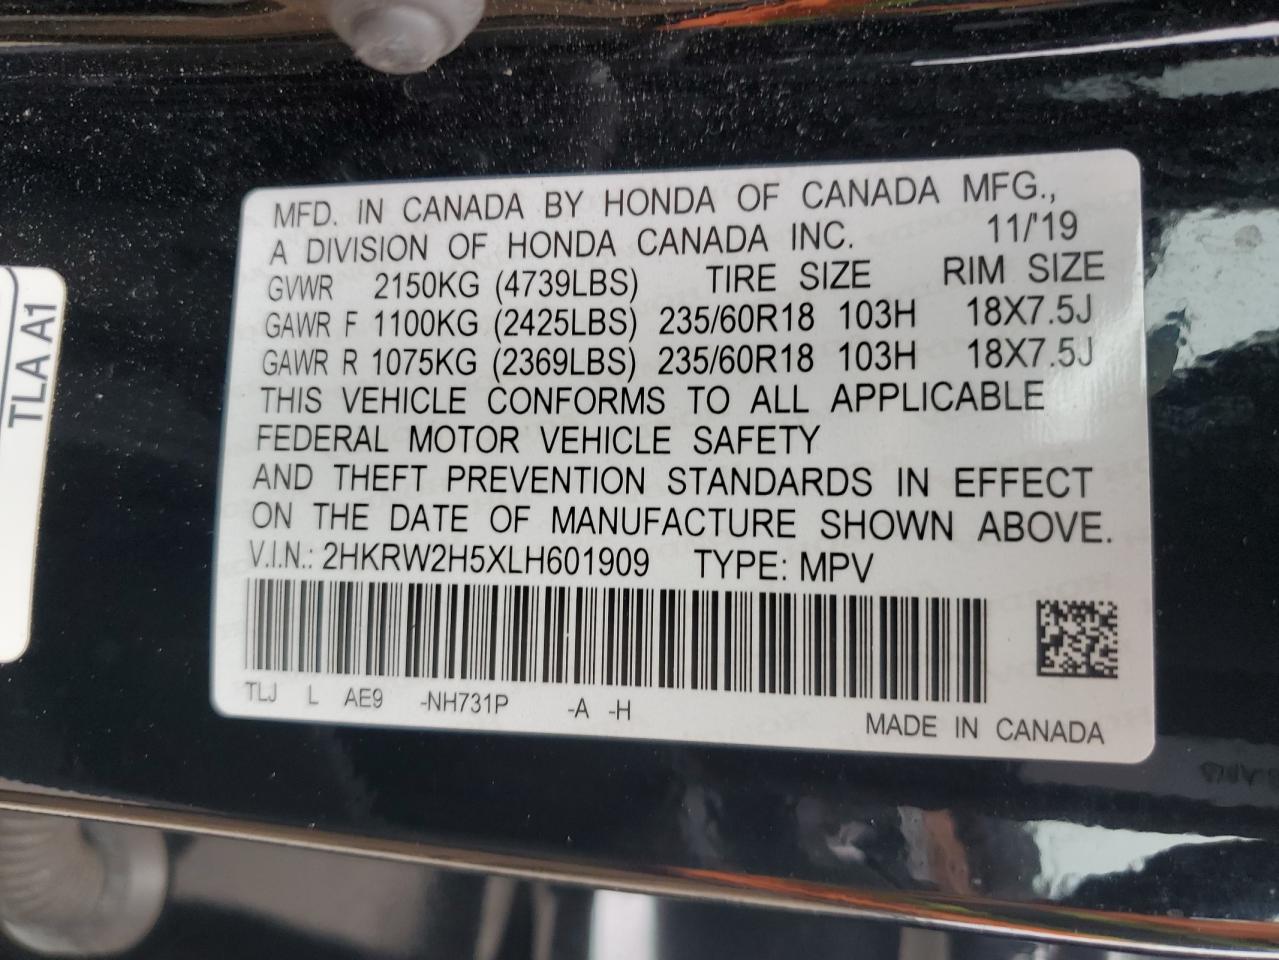 MFD. IN CANADA BY HONDA OF CANADA MFG.,
A DIVISION OF HONDA CANADA INC. 11/'19
GVWR 2150KG (4739LBS) TIRE SIZE RIM SIZE
GAWR F 1100KG (2425LBS) 235/60R18 103H 18X7.5J
GAWR R 1075KG (2369LBS) 235/60R18 103H 18X7.5J
THIS VEHICLE CONFORMS TO ALL APPLICABLE
FEDERAL MOTOR VEHICLE SAFETY
AND THEFT PREVENTION STANDARDS IN EFFECT
ON THE DATE OF MANUFACTURE SHOWN ABOVE.
V.I.N.: 2HKRW2H5XLH601909 TYPE: MPV
TLJ L AE9 -NH731P -A -H
MADE IN CANADA
TLA A1